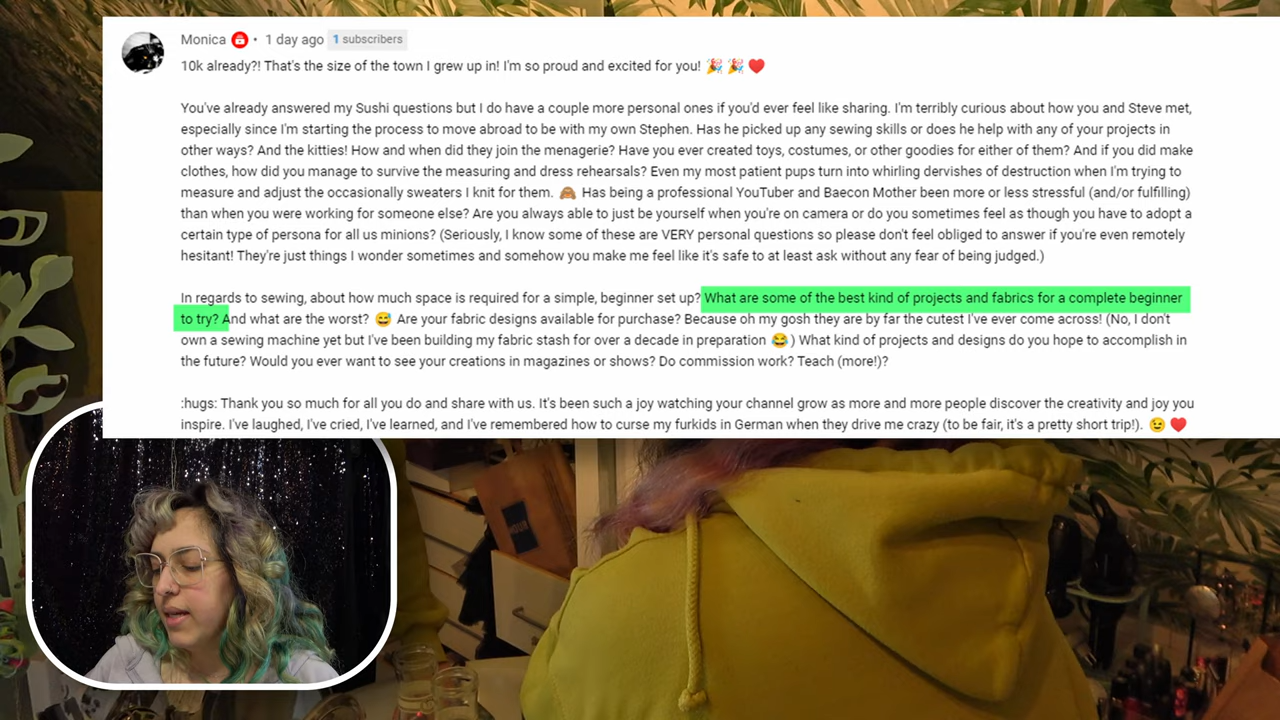 Monica • 1 day ago 1 subscribers
10k already?! That's the size of the town I grew up in! I'm so proud and excited for you! 🎉 🎉 ♥️
You've already answered my Sushi questions but I do have a couple more personal ones if you'd ever feel like sharing. I'm terribly curious about how you and Steve met,
especially since I'm starting the process to move abroad to be with my own Stephen. Has he picked up any sewing skills or does he help with any of your projects in
other ways? And the kitties! How and when did they join the menagerie? Have you ever created toys, costumes, or other goodies for either of them? And if you did make
clothes, how did you manage to survive the measuring and dress rehearsals? Even my most patient pups turn into whirling dervishes of destruction when I'm trying to
measure and adjust the occasionally sweaters I knit for them. 🙈 Has being a professional YouTuber and Baecon Mother been more or less stressful (and/or fulfilling)
than when you were working for someone else? Are you always able to just be yourself when you're on camera or do you sometimes feel as though you have to adopt a
certain type of persona for all us minions? (Seriously, I know some of these are VERY personal questions so please don't feel obliged to answer if you're even remotely
hesitant! They're just things I wonder sometimes and somehow you make me feel like it's safe to at least ask without any fear of being judged.)
In regards to sewing, about how much space is required for a simple, beginner set up? What are some of the best kind of projects and fabrics for a complete beginner
to try? And what are the worst? 😅 Are your fabric designs available for purchase? Because oh my gosh they are by far the cutest I've ever come across! (No, I don't
own a sewing machine yet but I've been building my fabric stash for over a decade in preparation 😂 ) What kind of projects and designs do you hope to accomplish in
the future? Would you ever want to see your creations in magazines or shows? Do commission work? Teach (more!)?
:hugs: Thank you so much for all you do and share with us. It's been such a joy watching your channel grow as more and more people discover the creativity and joy you
inspire. I've laughed, I've cried, I've learned, and I've remembered how to curse my furkids in German when they drive me crazy (to be fair, it's a pretty short trip!). 😉 ♥️